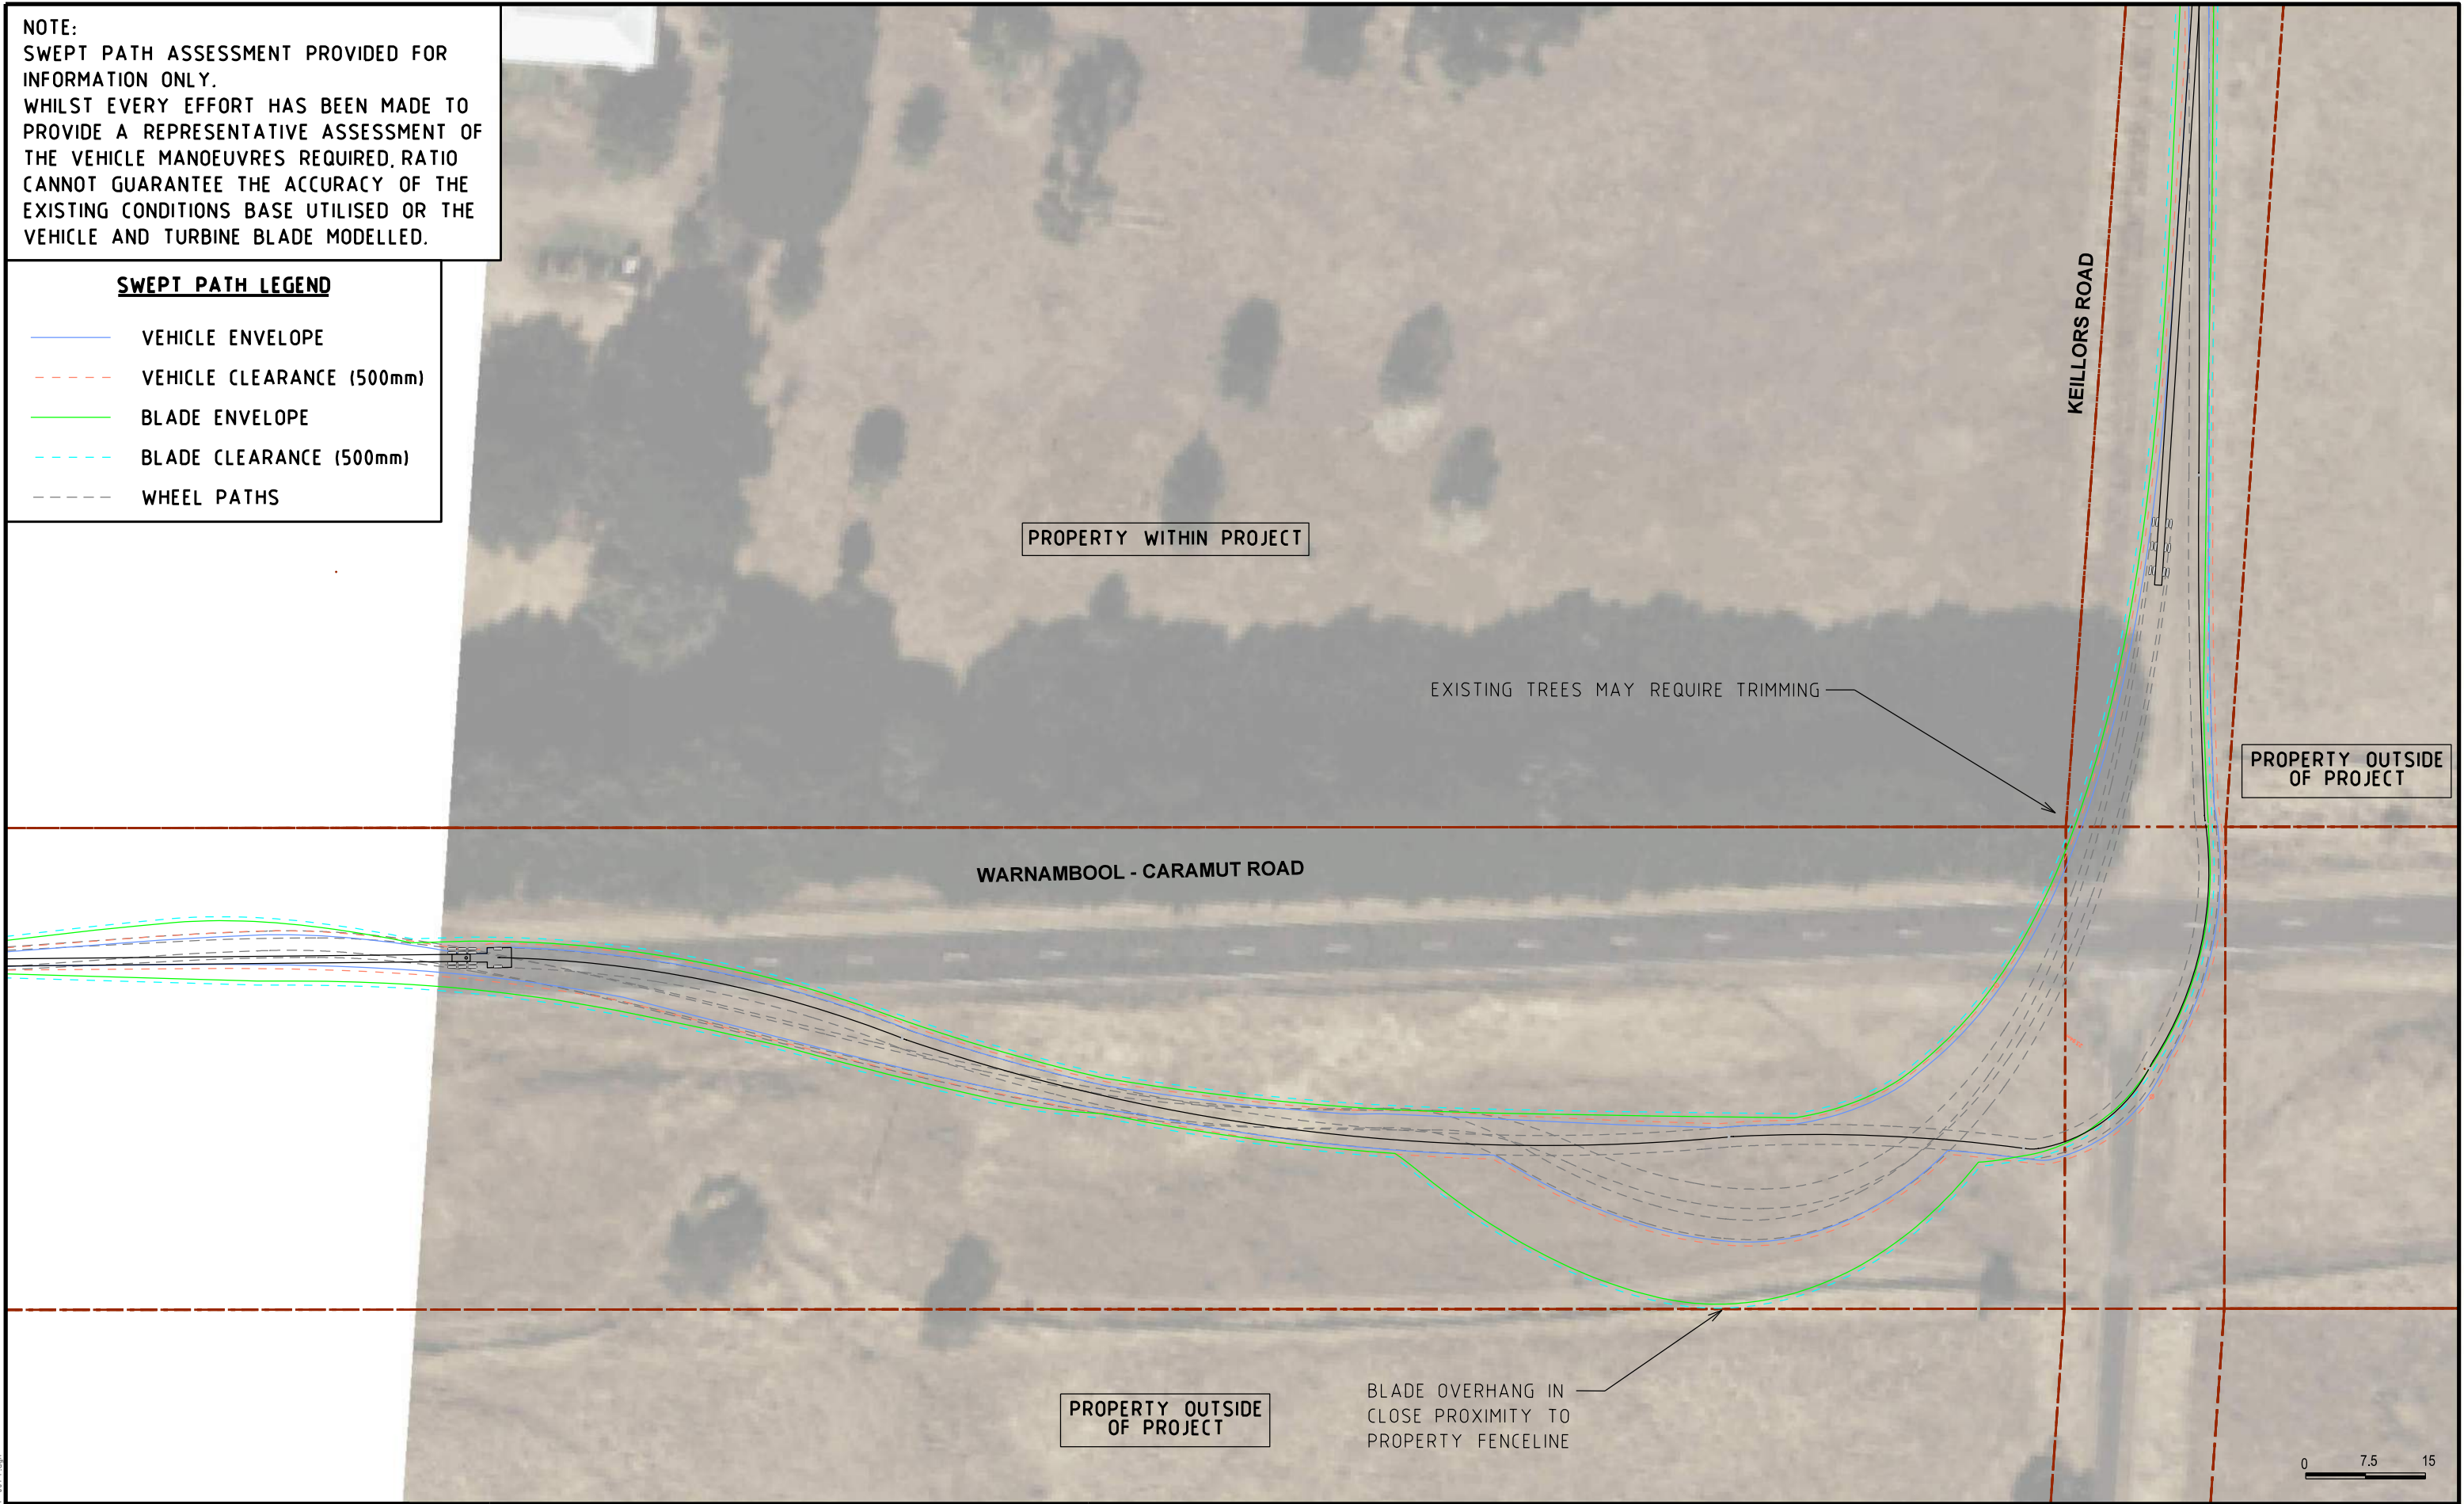 NOTE:
SWEPT PATH ASSESSMENT PROVIDED FOR
INFORMATION ONLY.
WHILST EVERY EFFORT HAS BEEN MADE TO
PROVIDE A REPRESENTATIVE ASSESSMENT OF
THE VEHICLE MANOEUVRES REQUIRED, RATIO
CANNOT GUARANTEE THE ACCURACY OF THE
EXISTING CONDITIONS BASE UTILISED OR THE
VEHICLE AND TURBINE BLADE MODELLED.
SWEPT PATH LEGEND
VEHICLE ENVELOPE
VEHICLE CLEARANCE (500mm)
BLADE ENVELOPE
BLADE CLEARANCE (500mm)
WHEEL PATHS
KEILLORS ROAD
PROPERTY WITHIN PROJECT
EXISTING TREES MAY REQUIRE TRIMMING
PROPERTY OUTSIDE
OF PROJECT
WARNAMBOOL - CARAMUT ROAD
PROPERTY OUTSIDE
OF PROJECT
BLADE OVERHANG IN
CLOSE PROXIMITY TO
PROPERTY FENCELINE
0 7.5 15